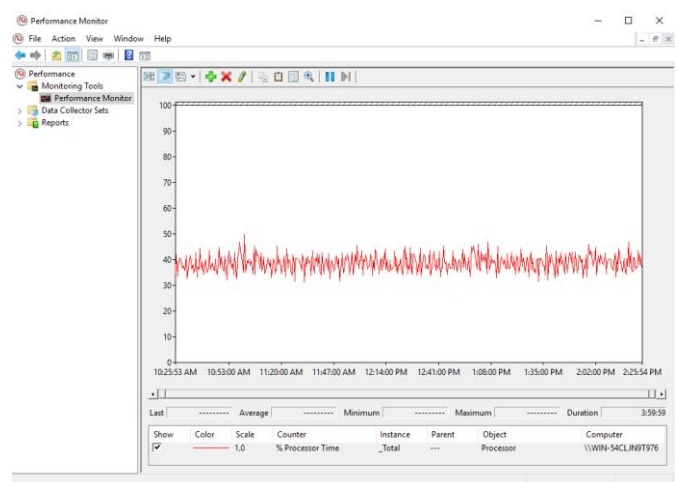 Performance Monitor
File Action View Window Help
Performance
Monitoring Tools
Performance Monitor
Data Collector Sets
Reports
100
90
80
70
60
50
40
30
20
10
0
10:25:53 AM 10:53:00 AM 11:20:00 AM 11:47:00 AM 12:14:00 PM 12:41:00 PM 1:08:00 PM 1:35:00 PM 2:02:00 PM 2:25:54 PM
Last --------- Average --------- Minimum --------- Maximum --------- Duration 3:59:59
Show Color Scale Counter Instance Parent Object Computer
1.0 % Processor Time _Total --- Processor \\WIN-54CLJN9T976